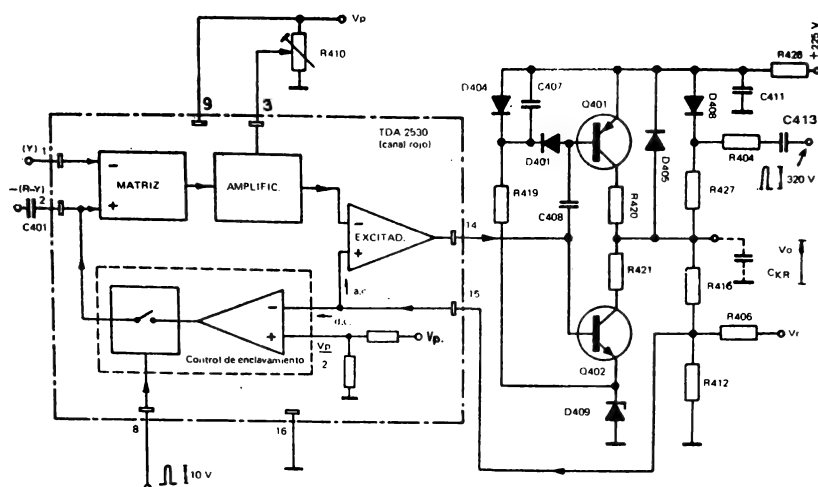 Vp
R410
9
3
TDA 2530
(canal rojo)
(Y)
1
−
MATRIZ
+
−(R-Y)
2
C401
AMPLIFIC.
−
EXCITAD.
+
14
a.c.
15
d.c.
−
+
Control de enclavamiento
Vp
2
Vp.
8
16
10 V
D404
C407
Q401
D401
R419
C408
R420
D405
R421
Q402
D409
R428
+225 V
C411
D408
C413
R404
320 V
R427
Vo
CKR
R416
R406
Vr
R412